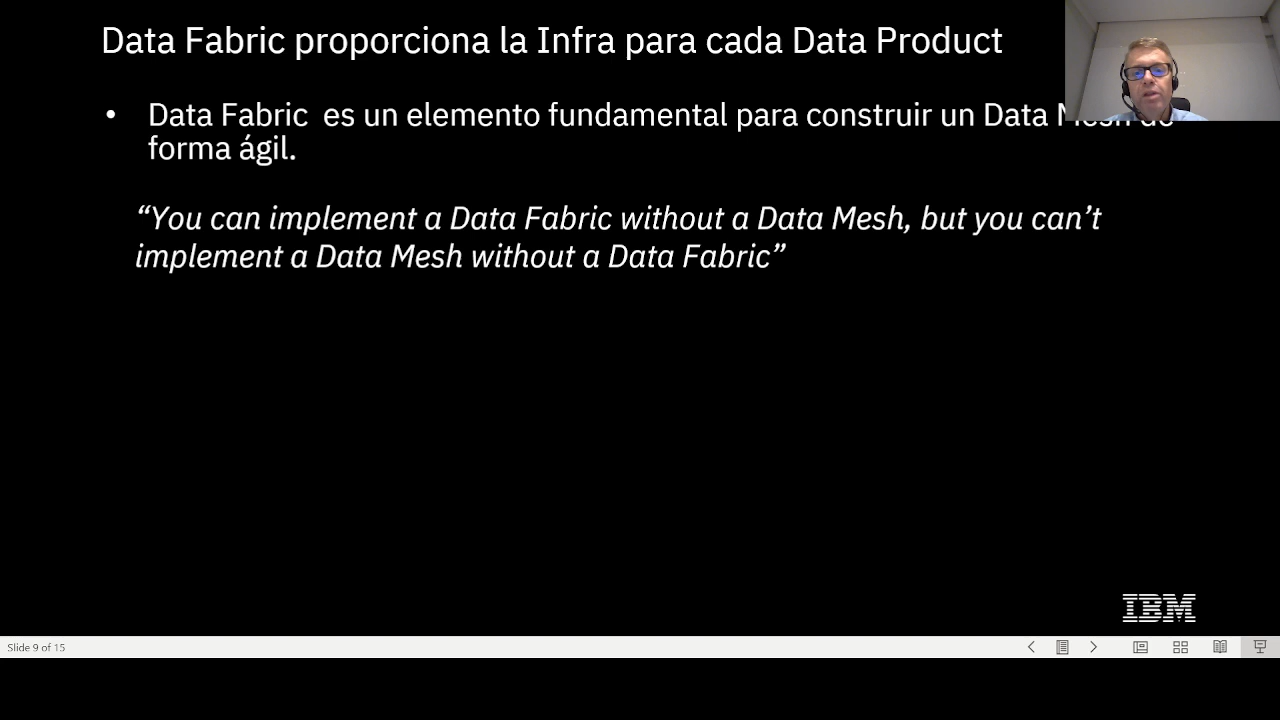 Data Fabric proporciona la Infra para cada Data Product
• Data Fabric es un elemento fundamental para construir un Data Mesh de
forma ágil.
“You can implement a Data Fabric without a Data Mesh, but you can’t
implement a Data Mesh without a Data Fabric”
IBM
Slide 9 of 15